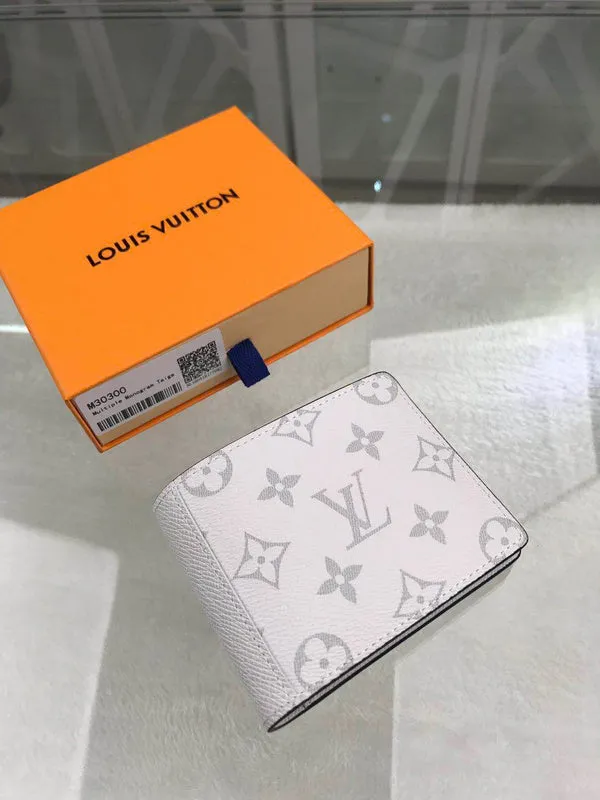 LOUIS VUITTON
M30300
Multiple Monogram Taiga
LV